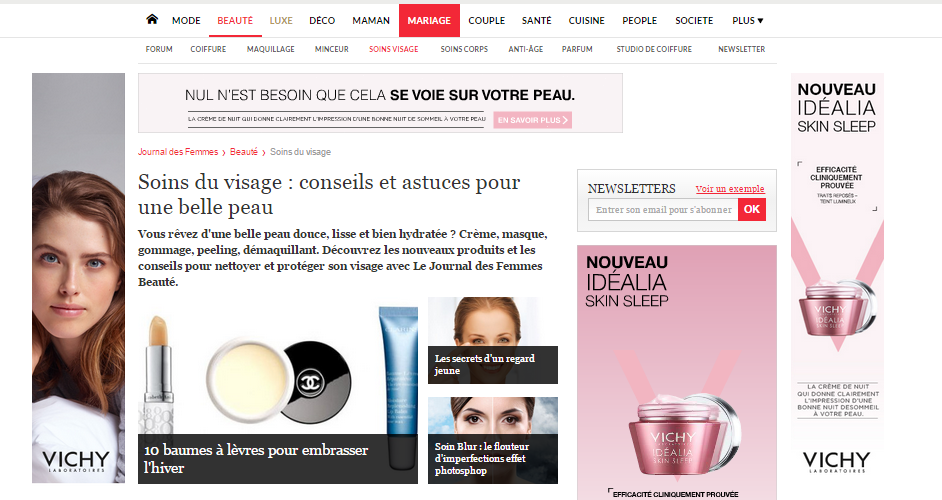 MODE BEAUTÉ LUXE DÉCO MAMAN MARIAGE COUPLE SANTÉ CUISINE PEOPLE SOCIETE PLUS
FORUM COIFFURE MAQUILLAGE MINCEUR SOINS VISAGE SOINS CORPS ANTI-ÂGE PARFUM STUDIO DE COIFFURE NEWSLETTER
NUL N'EST BESOIN QUE CELA SE VOIE SUR VOTRE PEAU.
LA CRÈME DE NUIT QUI DONNE CLAIREMENT L'IMPRESSION D'UNE BONNE NUIT DE SOMMEIL À VOTRE PEAU
EN SAVOIR PLUS
Journal des Femmes > Beauté > Soins du visage
Soins du visage : conseils et astuces pour
une belle peau
Vous rêvez d'une belle peau douce, lisse et bien hydratée ? Crème, masque,
gommage, peeling, démaquillant. Découvrez les nouveaux produits et les
conseils pour nettoyer et protéger son visage avec Le Journal des Femmes
Beauté.
10 baumes à lèvres pour embrasser
l'hiver
Les secrets d'un regard
jeune
Soin Blur : le flouteur
d'imperfections effet
photosphop
NEWSLETTERS Voir un exemple
Entrer son email pour s'abonner OK
NOUVEAU
IDÉALIA
SKIN SLEEP
VICHY
EFFICACITÉ CLINIQUEMENT PROUVÉE
VICHY
LABORATOIRES
NOUVEAU
IDÉALIA
SKIN SLEEP
EFFICACITÉ
CLINIQUEMENT
PROUVÉE
TRAITS REPOSÉS -
TEINT LUMINEUX
VICHY
IDÉALIA
SKIN SLEEP
LA CRÈME DE NUIT
QUI DONNE CLAIREMENT
L'IMPRESSION D'UNE
BONNE NUIT DE SOMMEIL
À VOTRE PEAU
VICHY
LABORATOIRES